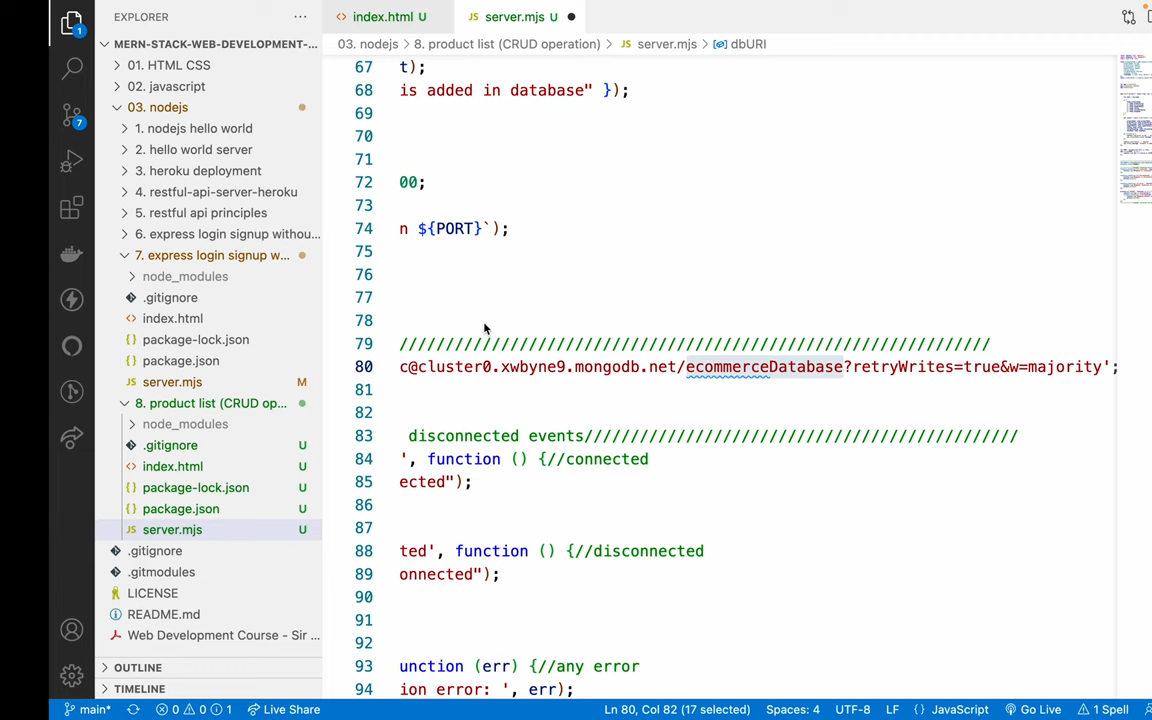 EXPLORER
index.html U
JS server.mjs U
MERN-STACK-WEB-DEVELOPMENT-...
03. nodejs > 8. product list (CRUD operation) > JS server.mjs > dbURI
01. HTML CSS
02. javascript
03. nodejs
1. nodejs hello world
2. hello world server
3. heroku deployment
4. restful-api-server-heroku
5. restful api principles
6. express login signup withou...
7. express login signup w...
node_modules
.gitignore
index.html
package-lock.json
package.json
JS server.mjs M
8. product list (CRUD op...
node_modules
.gitignore U
index.html U
package-lock.json U
package.json U
JS server.mjs U
.gitignore
.gitmodules
LICENSE
README.md
Web Development Course - Sir ...
OUTLINE
TIMELINE
1
7
67 t);
68 is added in database" });
69
70
71
72 00;
73
74 n ${PORT}`);
75
76
77
78
79 ////////////////////////////////////////////////////////////////
80 c@cluster0.xwbyne9.mongodb.net/ecommerceDatabase?retryWrites=true&w=majority';
81
82
83 disconnected events///////////////////////////////////////////////
84 ', function () {//connected
85 ected");
86
87
88 ted', function () {//disconnected
89 onnected");
90
91
92
93 unction (err) {//any error
94 ion error: ', err);
main* 0 0 1 Live Share Ln 80, Col 82 (17 selected) Spaces: 4 UTF-8 LF {} JavaScript Go Live 1 Spell